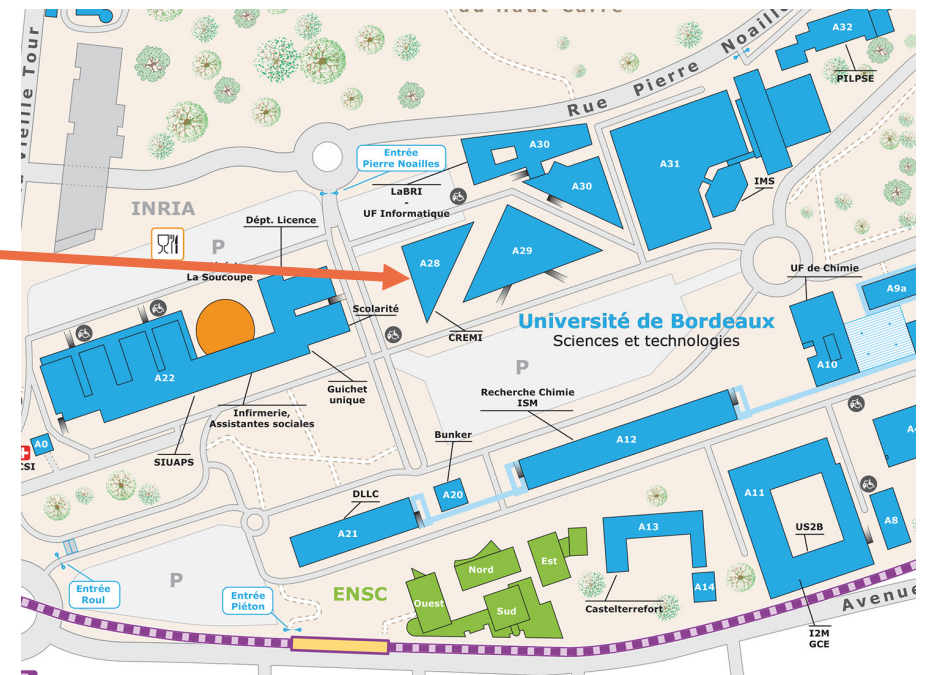 du Haut Carré
Vieille Tour
Rue Pierre Noailles
A32
PILPSE
Entrée
Pierre Noailles
A30
A30
A31
IMS
LaBRI
-
UF Informatique
INRIA
P
Dépt. Licence
La Soucoupe
A28
A29
CREMI
Scolarité
UF de Chimie
A9a
A10
Université de Bordeaux
Sciences et technologies
P
A22
Guichet
unique
Infirmerie,
Assistantes sociales
SIUAPS
A0
Recherche Chimie
ISM
Bunker
A12
A20
DLLC
A21
A11
US2B
A8
A13
A14
Castelterrefort
ENSC
Nord
Est
Ouest
Sud
P
Entrée
Roul
Entrée
Piéton
Avenue
I2M
GCE